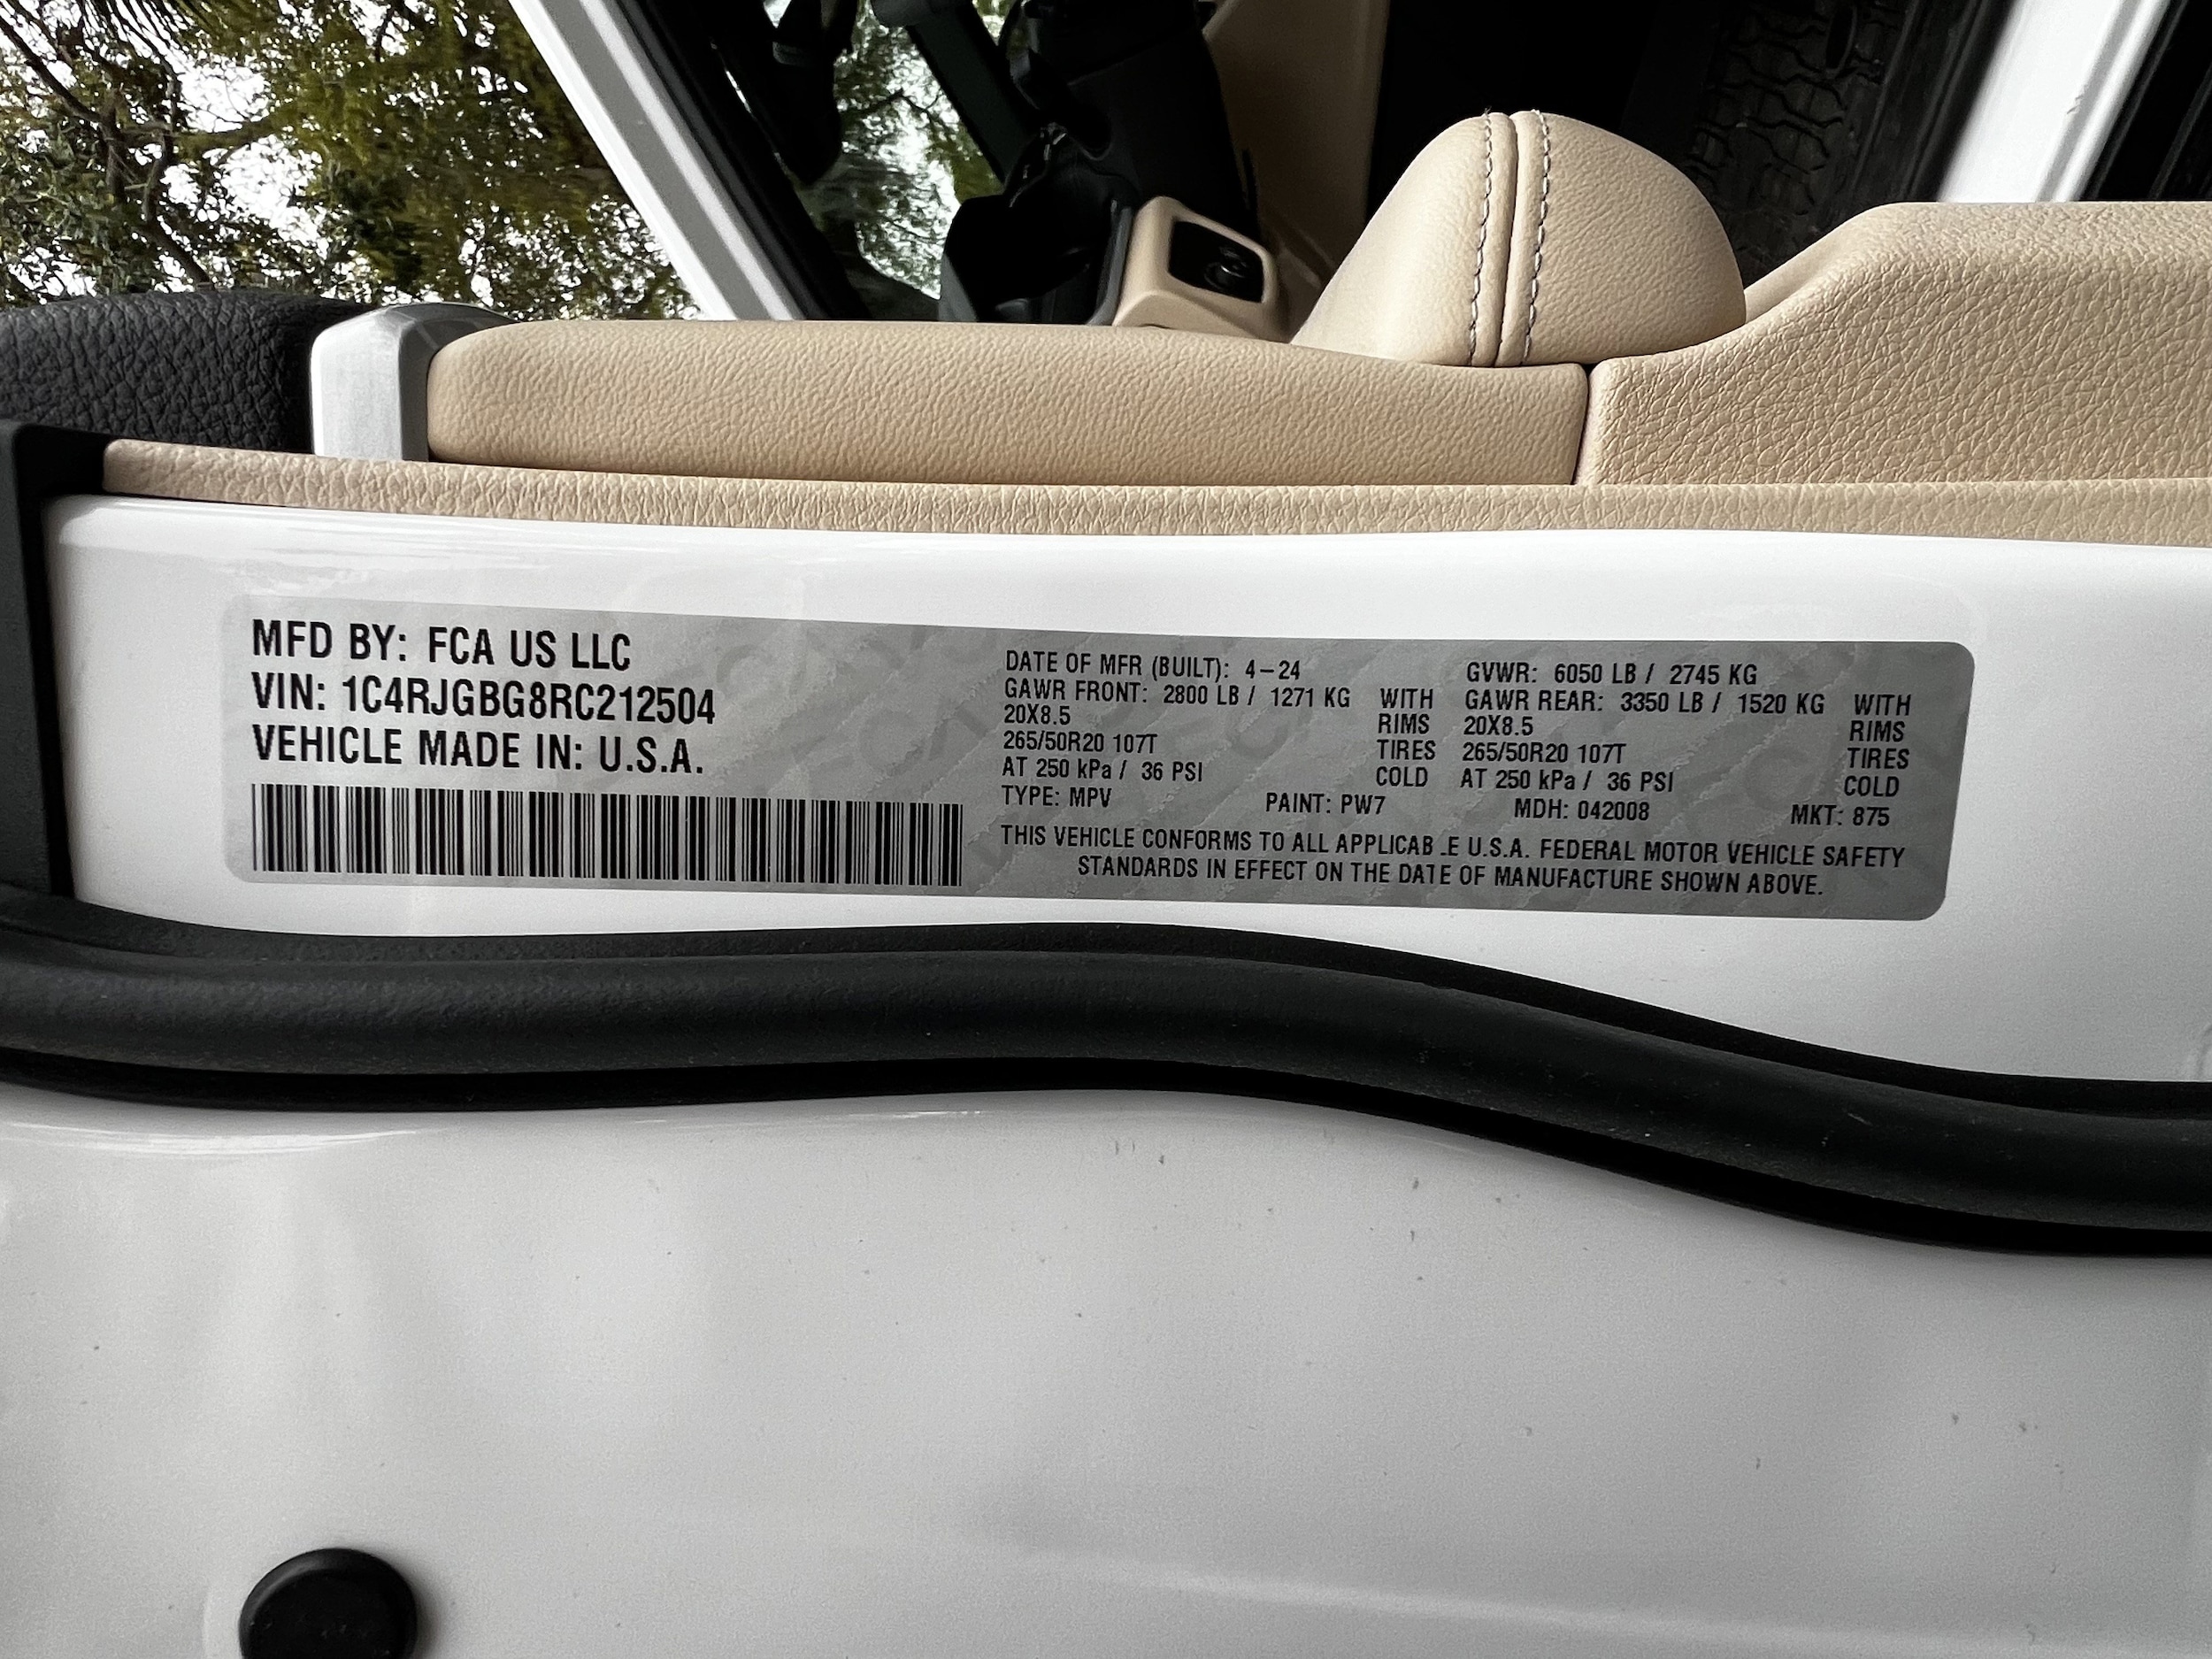 MFD BY: FCA US LLC
VIN: 1C4RJGBG8RC212504
VEHICLE MADE IN: U.S.A.
DATE OF MFR (BUILT): 4-24 GVWR: 6050 LB / 2745 KG
GAWR FRONT: 2800 LB / 1271 KG WITH GAWR REAR: 3350 LB / 1520 KG WITH
20X8.5 RIMS 20X8.5 RIMS
265/50R20 107T TIRES 265/50R20 107T TIRES
AT 250 kPa / 36 PSI COLD AT 250 kPa / 36 PSI COLD
TYPE: MPV PAINT: PW7 MDH: 042008 MKT: 875
THIS VEHICLE CONFORMS TO ALL APPLICAB.E U.S.A. FEDERAL MOTOR VEHICLE SAFETY
STANDARDS IN EFFECT ON THE DATE OF MANUFACTURE SHOWN ABOVE.